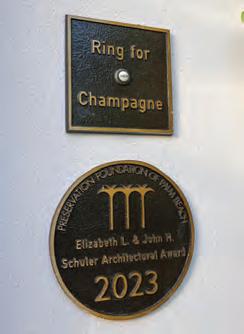 Ring for
Champagne
PRESERVATION FOUNDATION OF PALM BEACH
Elizabeth L. & John H.
Schuler Architectural Award
2023